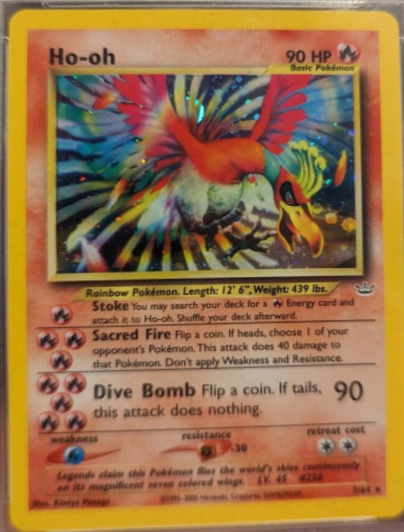 Ho-oh
90 HP
Basic Pokémon
Rainbow Pokémon. Length: 12' 6", Weight: 439 lbs.
Stoke You may search your deck for a Energy card and
attach it to Ho-oh. Shuffle your deck afterward.
Sacred Fire Flip a coin. If heads, choose 1 of your
opponent's Pokémon. This attack does 40 damage to
that Pokémon. Don't apply Weakness and Resistance.
Dive Bomb Flip a coin. If tails, 90
this attack does nothing.
weakness resistance -30 retreat cost
Legends claim this Pokémon flies the world's skies continuously
on its magnificent seven colored wings. LV. 45 #250
Illus. ©1995-2000 Nintendo, Creatures, GAMEFREAK. 7/64 ★